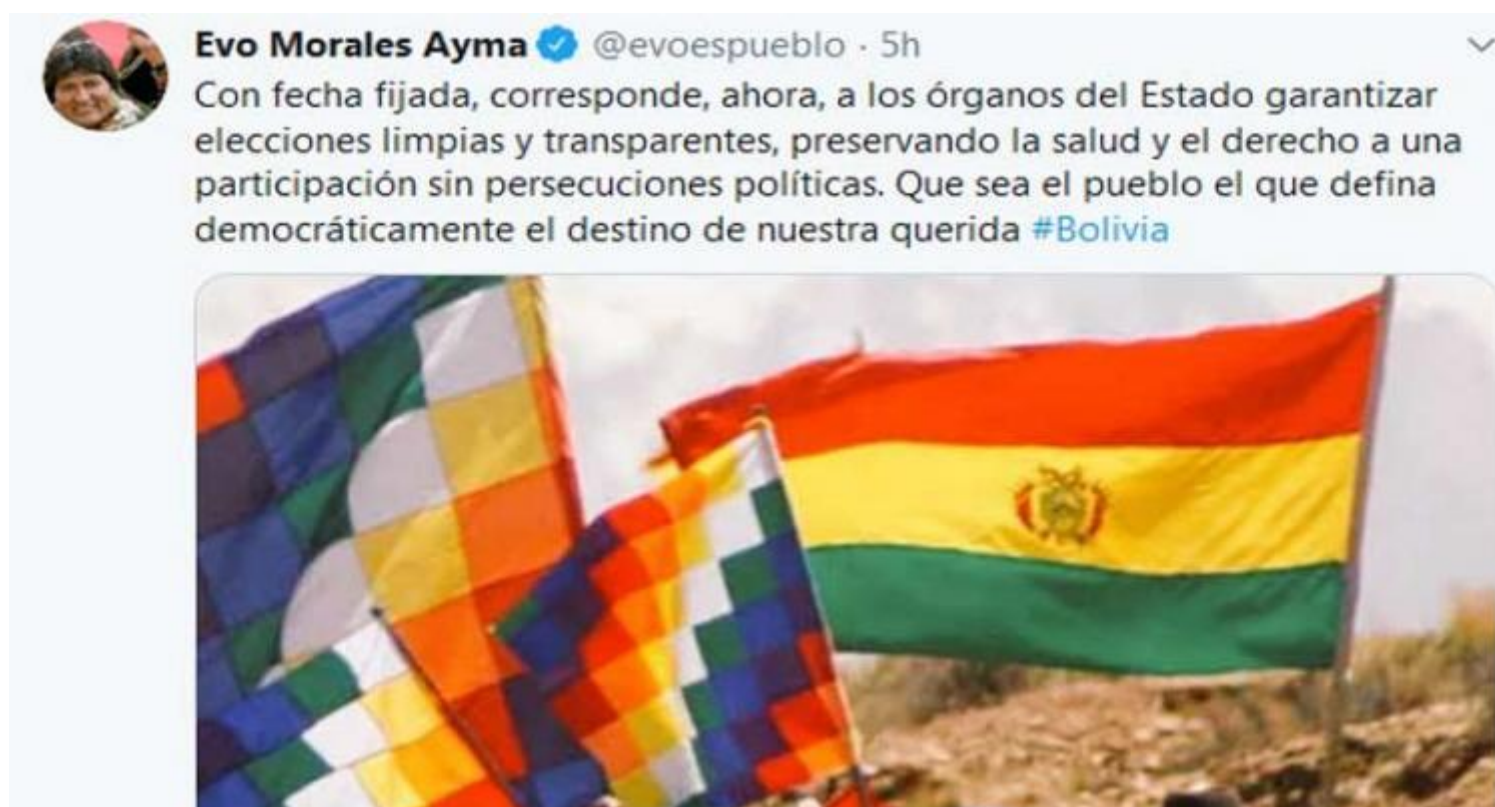 Evo Morales Ayma @evoespueblo · 5h
Con fecha fijada, corresponde, ahora, a los órganos del Estado garantizar
elecciones limpias y transparentes, preservando la salud y el derecho a una
participación sin persecuciones políticas. Que sea el pueblo el que defina
democráticamente el destino de nuestra querida #Bolivia